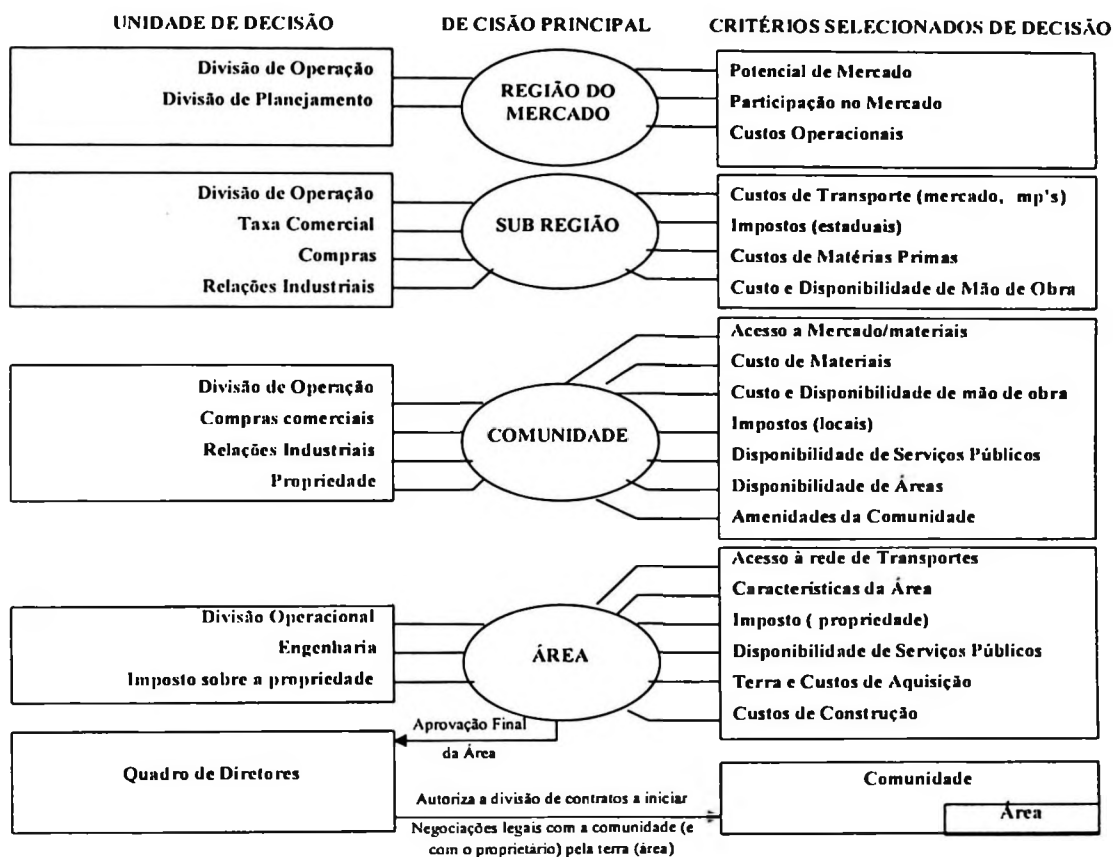 UNIDADE DE DECISÃO
DE CISÃO PRINCIPAL
CRITÉRIOS SELECIONADOS DE DECISÃO
Divisão de Operação
Divisão de Planejamento
REGIÃO DO
MERCADO
Potencial de Mercado
Participação no Mercado
Custos Operacionais
Divisão de Operação
Taxa Comercial
Compras
Relações Industriais
SUB REGIÃO
Custos de Transporte (mercado, mp's)
Impostos (estaduais)
Custos de Matérias Primas
Custo e Disponibilidade de Mão de Obra
Divisão de Operação
Compras comerciais
Relações Industriais
Propriedade
COMUNIDADE
Acesso a Mercado/materiais
Custo de Materiais
Custo e Disponibilidade de mão de obra
Impostos (locais)
Disponibilidade de Serviços Públicos
Disponibilidade de Áreas
Amenidades da Comunidade
Divisão Operacional
Engenharia
Imposto sobre a propriedade
ÁREA
Acesso à rede de Transportes
Características da Área
Imposto ( propriedade)
Disponibilidade de Serviços Públicos
Terra e Custos de Aquisição
Custos de Construção
Aprovação Final
da Área
Quadro de Diretores
Autoriza a divisão de contratos a iniciar
Negociações legais com a comunidade (e
com o proprietário) pela terra (área)
Comunidade
Área